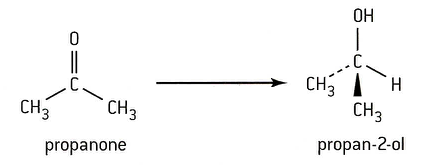 O
C
CH₃ CH₃
propanone
OH
C
CH₃ H
CH₃
propan-2-ol